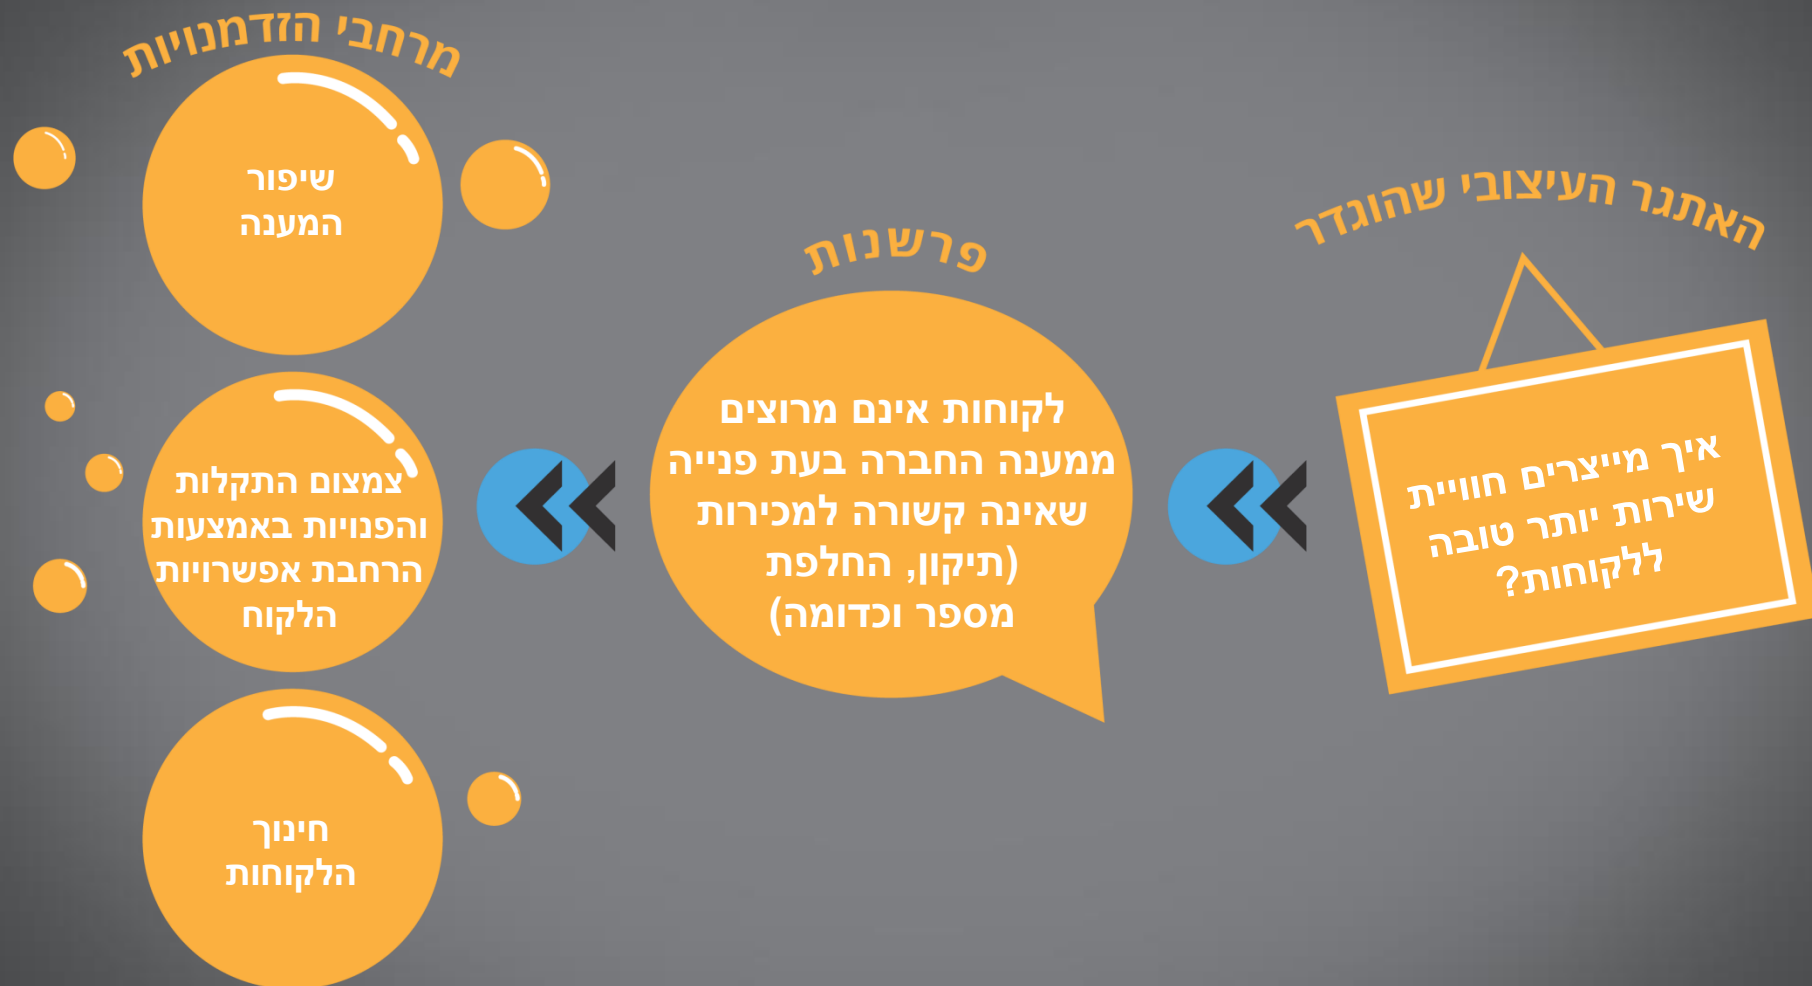 האתגר העיצובי שהוגדר
איך מייצרים חוויית
שירות יותר טובה
ללקוחות?
פרשנות
לקוחות אינם מרוצים
ממענה החברה בעת פנייה
שאינה קשורה למכירות
(תיקון, החלפת
מספר וכדומה)
מרחבי הזדמנויות
שיפור
המענה
צמצום התקלות
והפנויות באמצעות
הרחבת אפשרויות
הלקוח
חינוך
הלקוחות